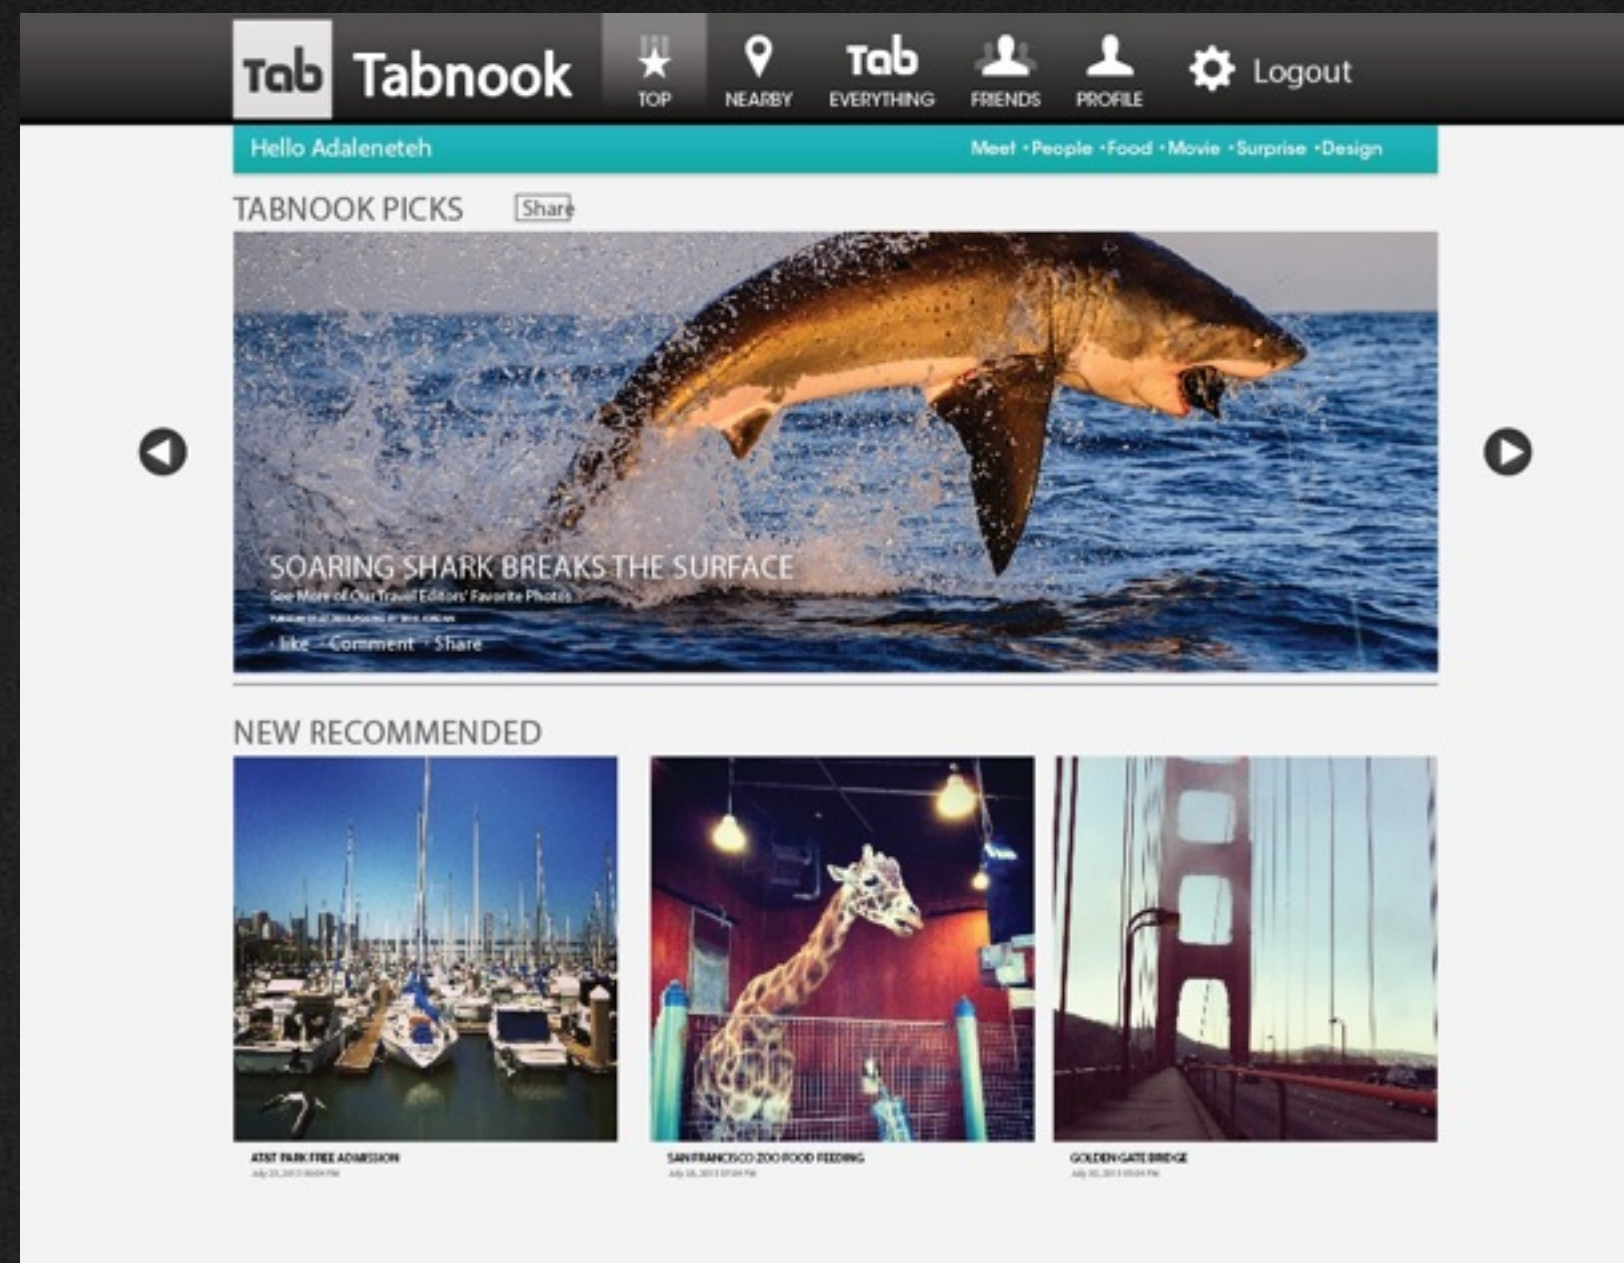 Tab Tabnook
TOP
NEARBY
Tab
EVERYTHING
FRIENDS
PROFILE
Logout
Hello Adaleneteh
Meet •People •Food •Movie •Surprise •Design
TABNOOK PICKS
Share
SOARING SHARK BREAKS THE SURFACE
See More of Our Travel Editors' Favorite Photos
• like • Comment • Share
NEW RECOMMENDED
AT&T PARK FREE ADMISSION
SAN FRANCISCO ZOO FOOD FEEDING
GOLDEN GATE BRIDGE